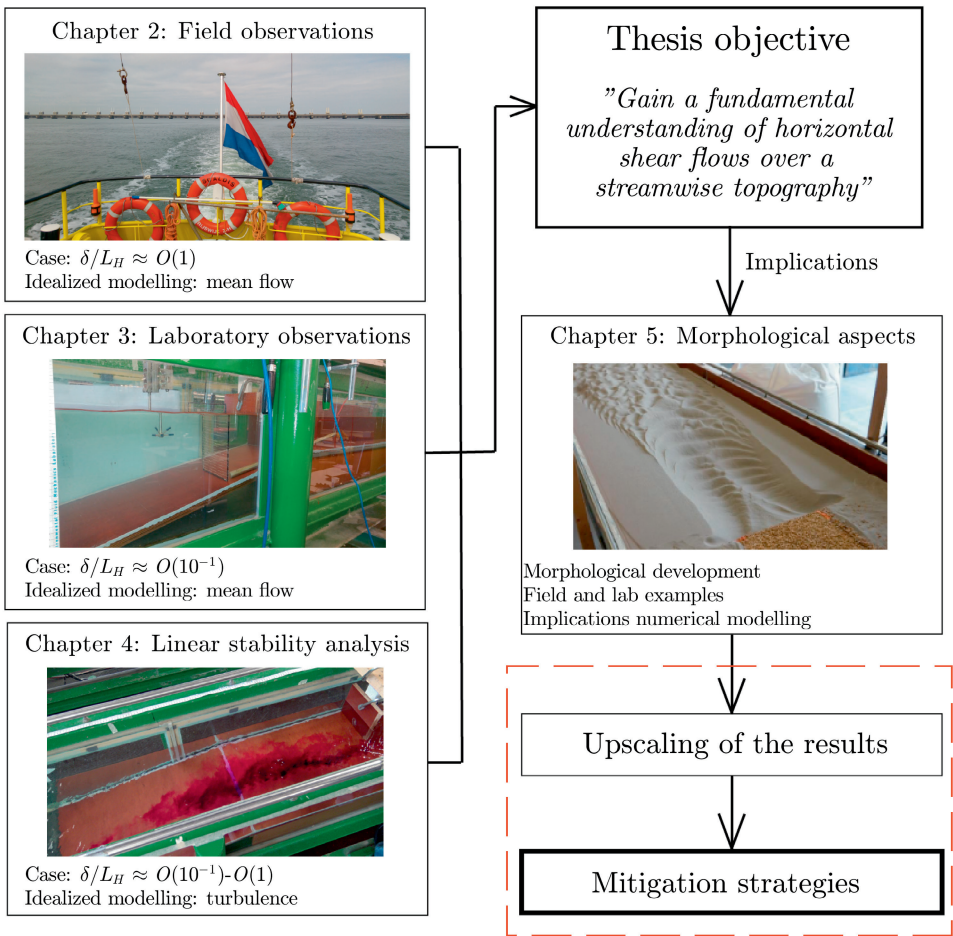 Chapter 2: Field observations
Case: δ/L_H ≈ O(1)
Idealized modelling: mean flow
Chapter 3: Laboratory observations
Case: δ/L_H ≈ O(10⁻¹)
Idealized modelling: mean flow
Chapter 4: Linear stability analysis
Case: δ/L_H ≈ O(10⁻¹)-O(1)
Idealized modelling: turbulence
Thesis objective
"Gain a fundamental
understanding of horizontal
shear flows over a
streamwise topography"
Implications
Chapter 5: Morphological aspects
Morphological development
Field and lab examples
Implications numerical modelling
Upscaling of the results
Mitigation strategies